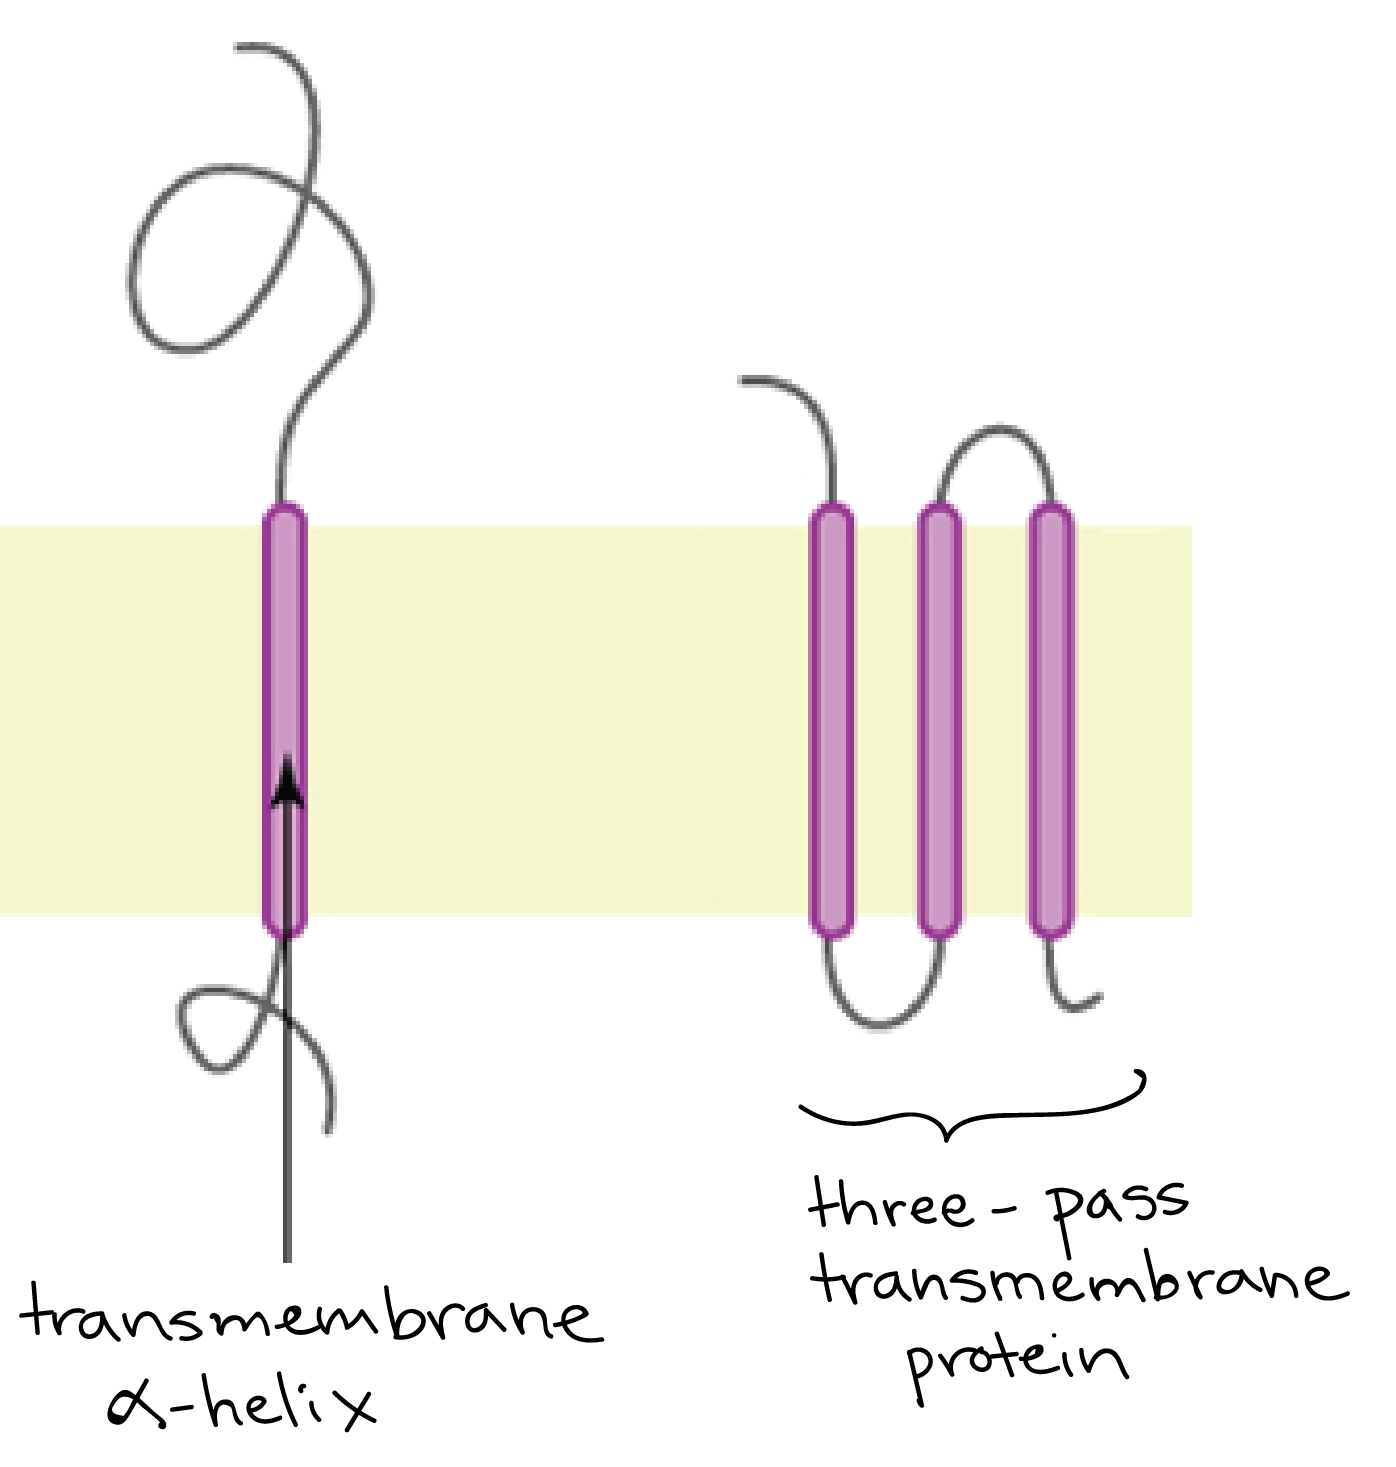 transmembrane
α-helix
three-pass
transmembrane
protein